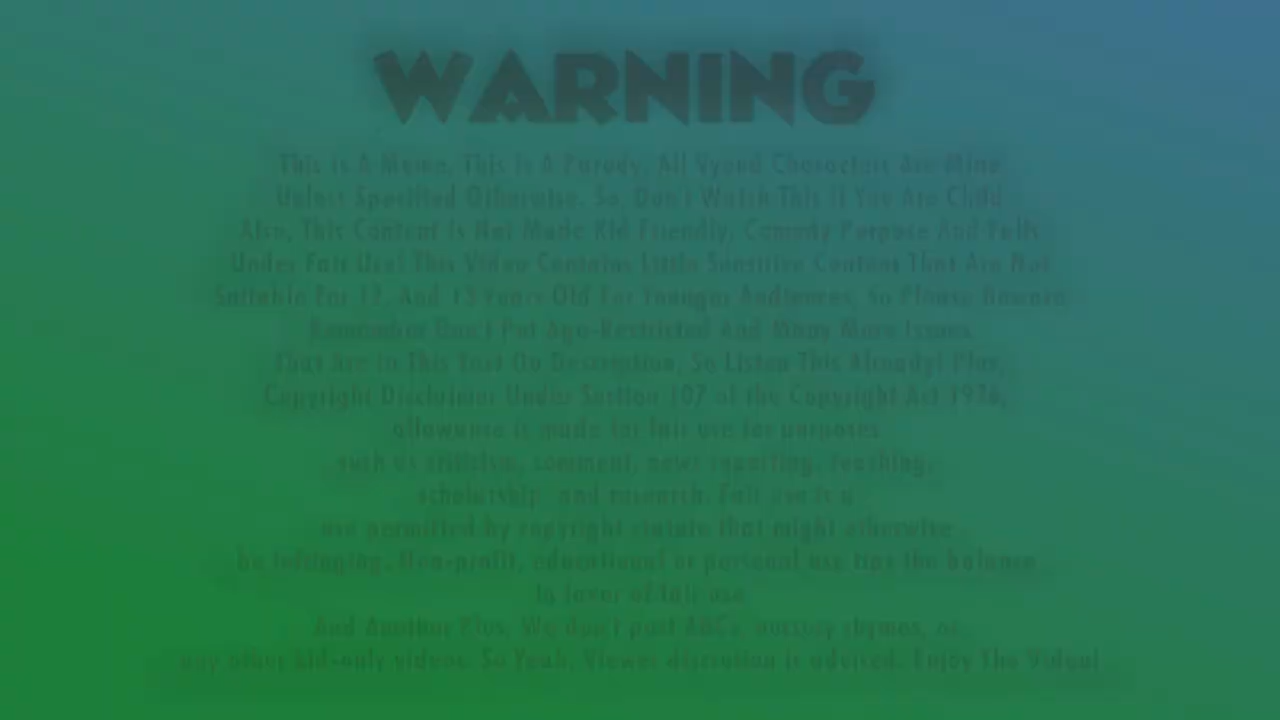 WARNING
This Is A Meme, This Is A Parody, All Vyond Characters Are Mine
Unless Specified Otherwise. So, Don't Watch This If You Are Child
Also, This Content Is Not Made Kid Friendly, Comedy Purpose And Falls
Under Fair Use! This Video Contains Little Sensitive Content That Are Not
Suitable For 12, And 13 Years Old For Younger Audiences, So Please Beware
Remember Don't Put Age-Restricted And Many More Issues
That Are In This Text On Description, So Listen This Already! Plus,
Copyright Disclaimer Under Section 107 of the Copyright Act 1976,
allowance is made for fair use for purposes
such as criticism, comment, news reporting, teaching,
scholarship, and research. Fair use is a
use permitted by copyright statute that might otherwise
be infringing. Non-profit, educational or personal use tips the balance
in favor of fair use
And Another Plus, We don't post ABCs, nursery rhymes, or
any other kid-only videos. So Yeah, Viewer discretion is advised. Enjoy The Video!